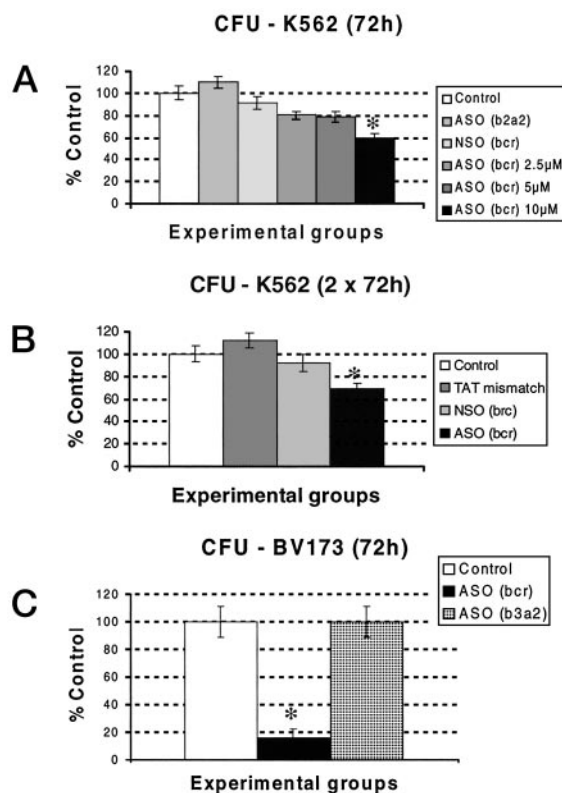 CFU - K562 (72h)
A
% Control
120
100
80
60
40
20
0
*
Experimental groups
Control
ASO (b2a2)
NSO (bcr)
ASO (bcr) 2.5µM
ASO (bcr) 5µM
ASO (bcr) 10µM
CFU - K562 (2 x 72h)
B
% Control
120
100
80
60
40
20
0
*
Experimental groups
Control
TAT mismatch
NSO (brc)
ASO (bcr)
CFU - BV173 (72h)
C
% Control
120
100
80
60
40
20
0
*
Experimental groups
Control
ASO (bcr)
ASO (b3a2)